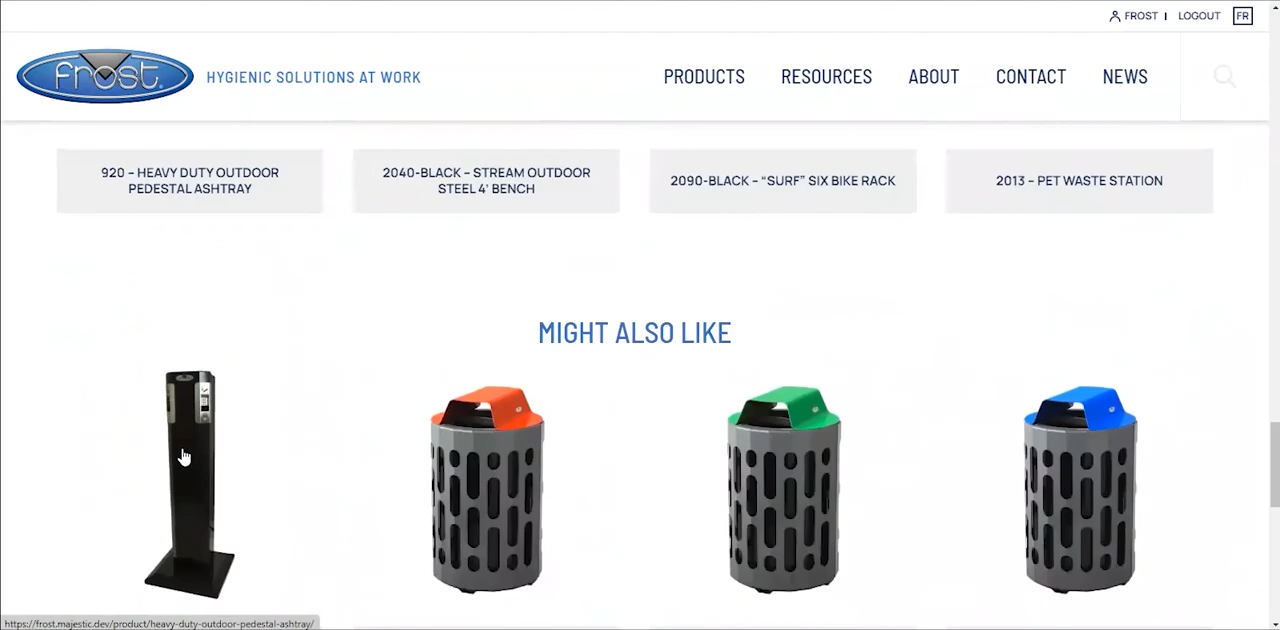 FROST | LOGOUT FR
frost
HYGIENIC SOLUTIONS AT WORK
PRODUCTS RESOURCES ABOUT CONTACT NEWS
920 – HEAVY DUTY OUTDOOR
PEDESTAL ASHTRAY
2040-BLACK – STREAM OUTDOOR
STEEL 4' BENCH
2090-BLACK – “SURF” SIX BIKE RACK
2013 – PET WASTE STATION
MIGHT ALSO LIKE
https://frost.majestic.dev/product/heavy-duty-outdoor-pedestal-ashtray/